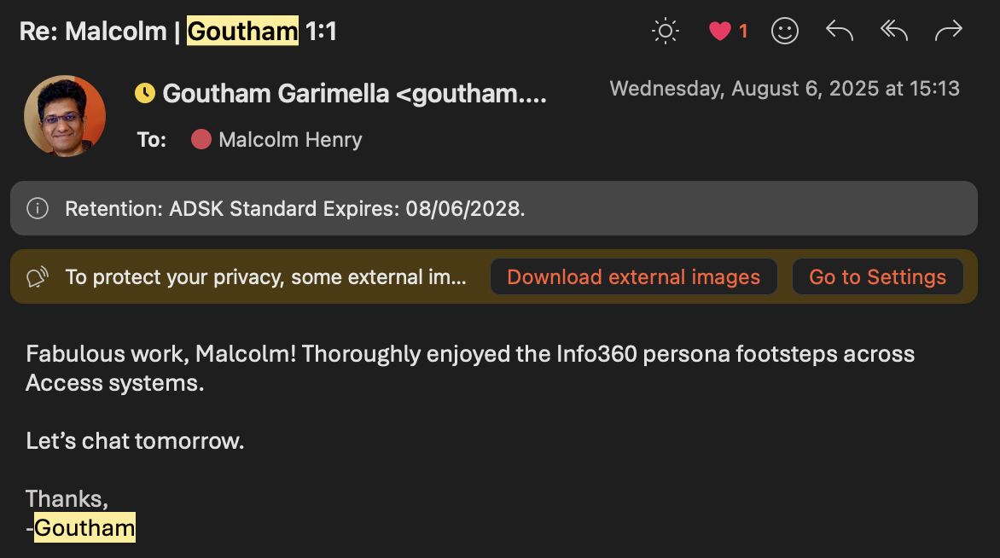 Re: Malcolm | Goutham 1:1
1
Goutham Garimella <goutham....
Wednesday, August 6, 2025 at 15:13
To: Malcolm Henry
Retention: ADSK Standard Expires: 08/06/2028.
To protect your privacy, some external im... Download external images Go to Settings
Fabulous work, Malcolm! Thoroughly enjoyed the Info360 persona footsteps across
Access systems.
Let’s chat tomorrow.
Thanks,
-Goutham